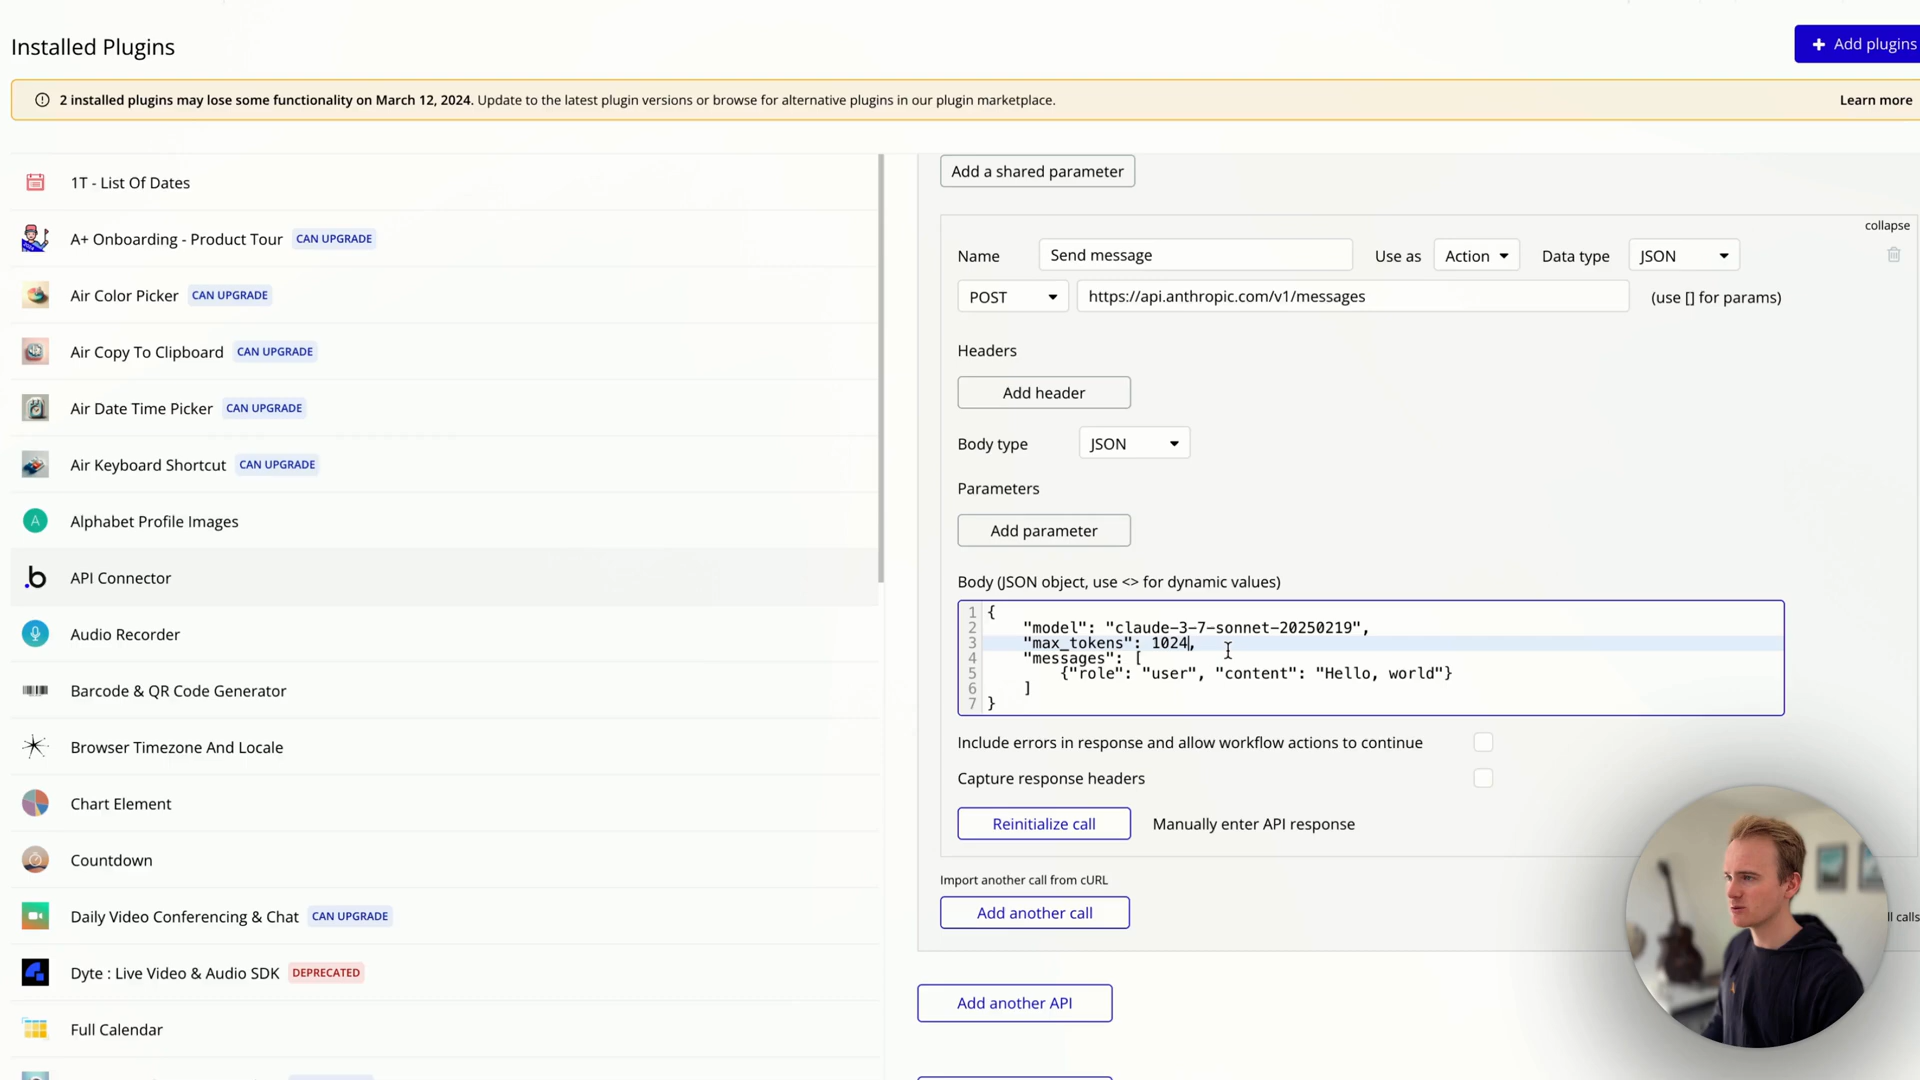 Installed Plugins
+ Add plugins
2 installed plugins may lose some functionality on March 12, 2024. Update to the latest plugin versions or browse for alternative plugins in our plugin marketplace.
Learn more
1T - List Of Dates
A+ Onboarding - Product Tour CAN UPGRADE
Air Color Picker CAN UPGRADE
Air Copy To Clipboard CAN UPGRADE
Air Date Time Picker CAN UPGRADE
Air Keyboard Shortcut CAN UPGRADE
A Alphabet Profile Images
.b API Connector
Audio Recorder
Barcode & QR Code Generator
Browser Timezone And Locale
Chart Element
Countdown
Daily Video Conferencing & Chat CAN UPGRADE
Dyte : Live Video & Audio SDK DEPRECATED
Full Calendar
Add a shared parameter
collapse
Name Send message Use as Action Data type JSON
POST https://api.anthropic.com/v1/messages (use [] for params)
Headers
Add header
Body type JSON
Parameters
Add parameter
Body (JSON object, use <> for dynamic values)
1 {
2 "model": "claude-3-7-sonnet-20250219",
3 "max_tokens": 1024,
4 "messages": [
5 {"role": "user", "content": "Hello, world"}
6 ]
7 }
Include errors in response and allow workflow actions to continue
Capture response headers
Reinitialize call Manually enter API response
Import another call from cURL
Add another call
ll calls
Add another API